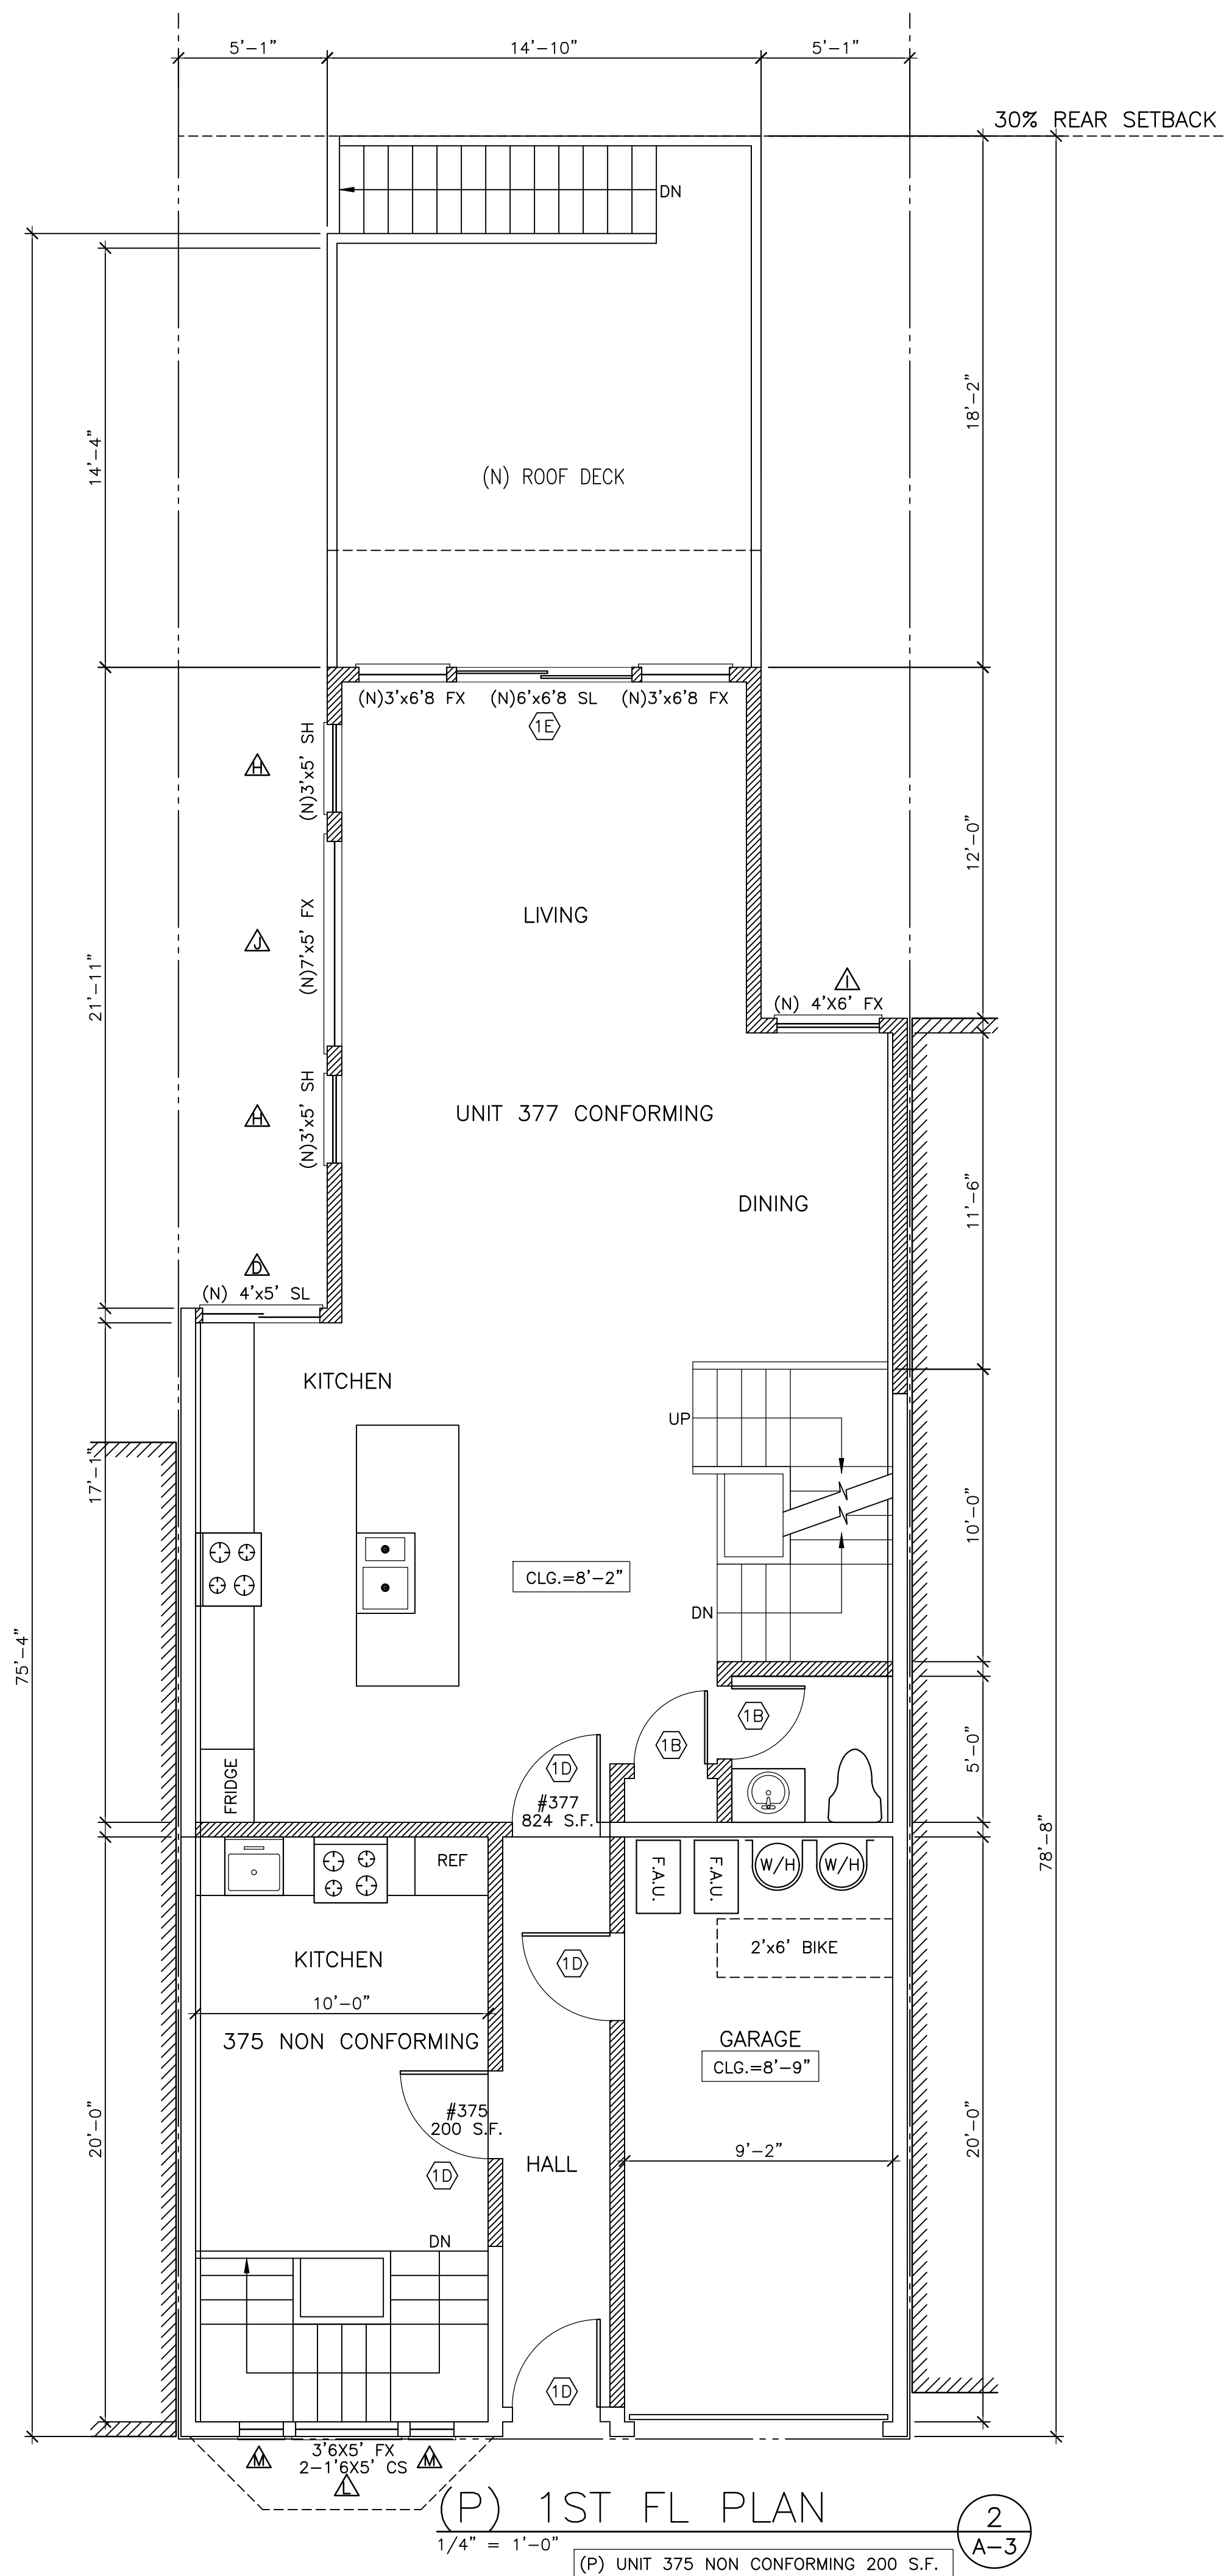 5'-1" 14'-10" 5'-1"
30% REAR SETBACK
DN
18'-2"
14'-4"
(N) ROOF DECK
(N)3'x6'8 FX (N)6'x6'8 SL (N)3'x6'8 FX
1E
H
(N)3'x5' SH
12'-0"
LIVING
J
(N)7'x5' FX
21'-11"
I
(N) 4'X6' FX
H
(N)3'x5' SH
UNIT 377 CONFORMING
DINING
11'-6"
D
(N) 4'x5' SL
KITCHEN
UP
17'-1"
10'-0"
CLG.=8'-2"
DN
75'-4"
1B
1B
5'-0"
1D
FRIDGE
#377
824 S.F.
78'-8"
REF
F.A.U.
F.A.U.
W/H
W/H
2'x6' BIKE
KITCHEN
1D
10'-0"
375 NON CONFORMING
GARAGE
CLG.=8'-9"
#375
200 S.F.
20'-0"
20'-0"
9'-2"
HALL
1D
DN
1D
3'6X5' FX
M
M
2-1'6X5' CS
L
(P) 1ST FL PLAN
1/4" = 1'-0"
2
A-3
(P) UNIT 375 NON CONFORMING 200 S.F.